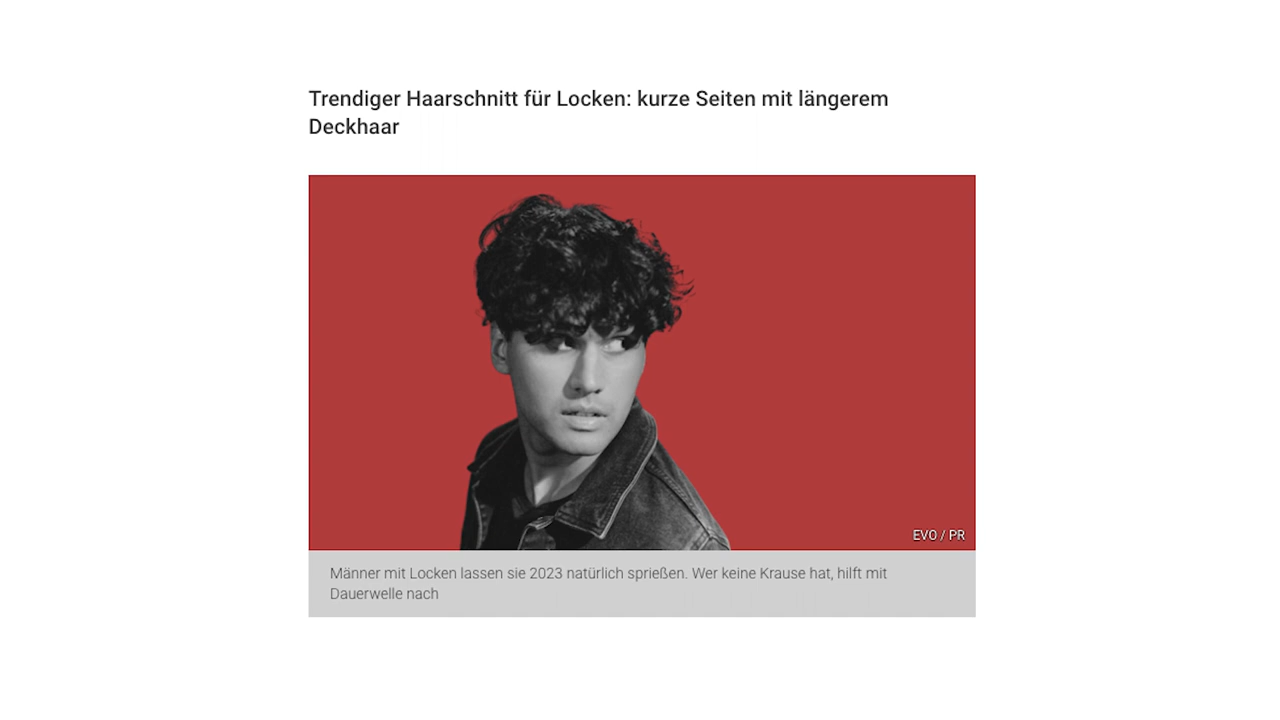 Trendiger Haarschnitt für Locken: kurze Seiten mit längerem
Deckhaar
EVO / PR
Männer mit Locken lassen sie 2023 natürlich sprießen. Wer keine Krause hat, hilft mit
Dauerwelle nach